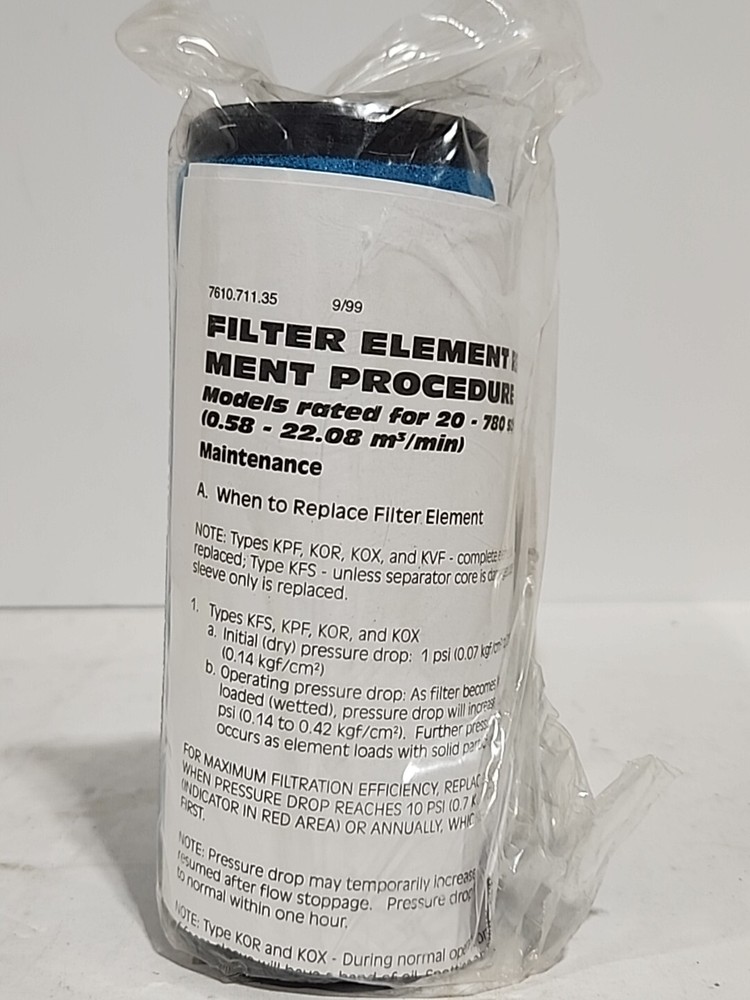 7610.711.35 9/99
FILTER ELEMENT
MENT PROCEDURE
Models rated for 20 - 780
(0.58 - 22.08 m³/min)
Maintenance
A. When to Replace Filter Element
NOTE: Types KPF, KOR, KOX, and KVF - complete
replaced; Type KFS - unless separator core is
sleeve only is replaced.
1. Types KFS, KPF, KOR, and KOX
a. Initial (dry) pressure drop: 1 psi (0.07
(0.14 kgf/cm²)
b. Operating pressure drop: As filter becomes
loaded (wetted), pressure drop will
psi (0.14 to 0.42 kgf/cm²). Further
occurs as element loads with solid
FOR MAXIMUM FILTRATION EFFICIENCY,
WHEN PRESSURE DROP REACHES 10 PSI (0.7
(INDICATOR IN RED AREA) OR ANNUALLY,
FIRST.
NOTE: Pressure drop may temporarily increase
resumed after flow stoppage. Pressure drop
to normal within one hour.
NOTE: Type KOR and KOX - During normal
will have a band of oil.